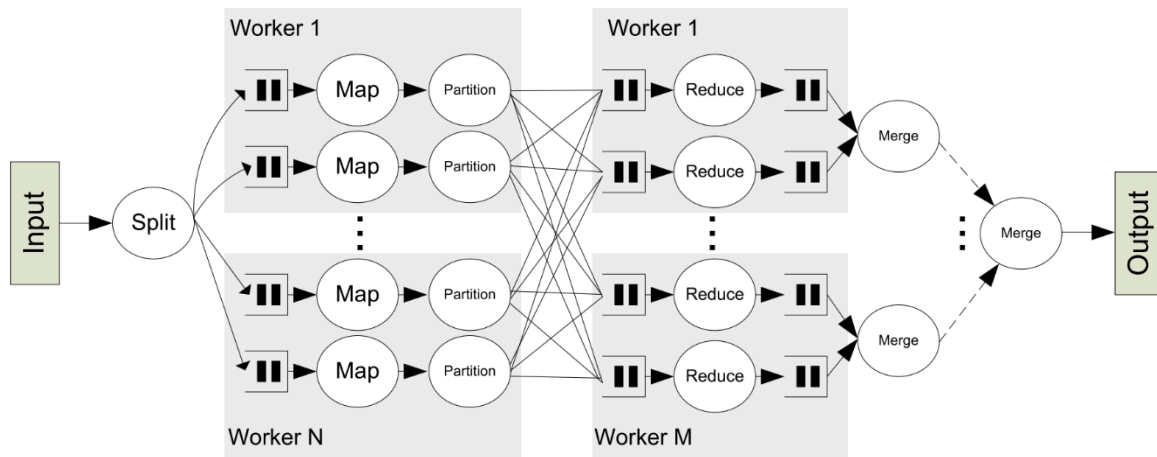 Worker 1
Worker 1
Map
Partition
Reduce
Merge
Map
Partition
Reduce
Input
Split
Merge
Output
Map
Partition
Reduce
Merge
Map
Partition
Reduce
Worker N
Worker M